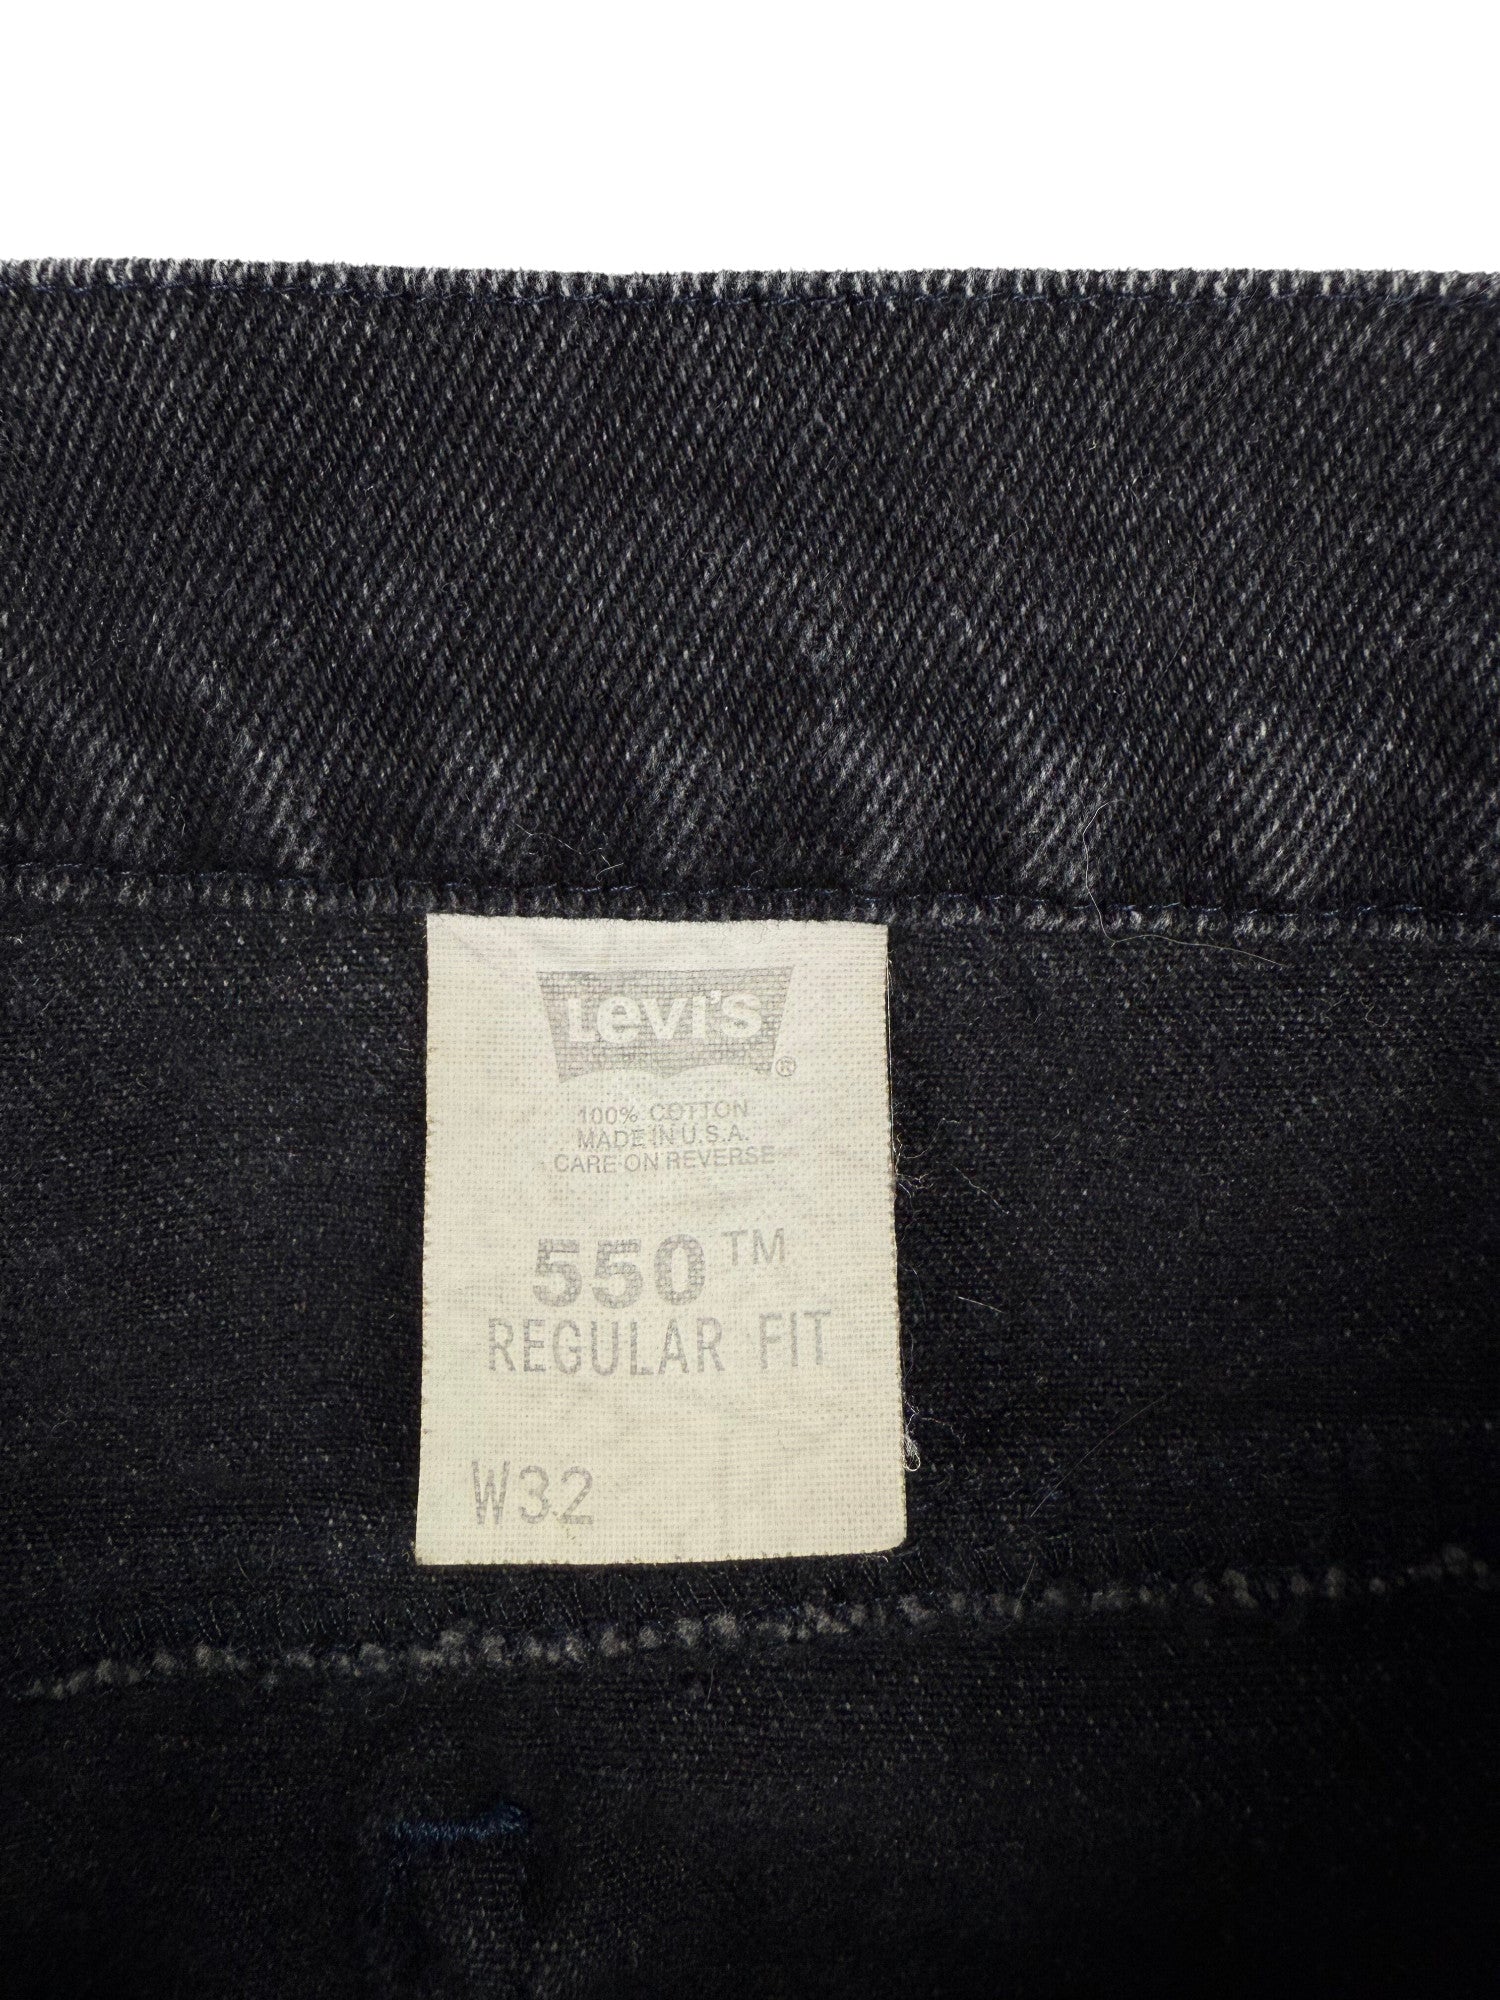 Levi's®
100% COTTON
MADE IN U.S.A.
CARE ON REVERSE
550™
REGULAR FIT
W32